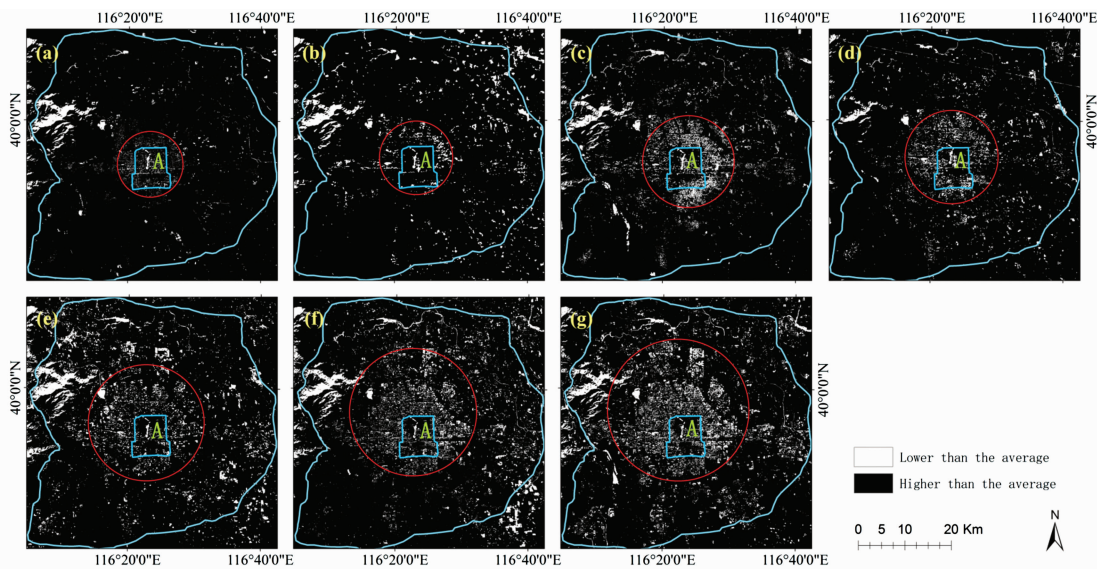 116°20'0"E 116°40'0"E 116°20'0"E 116°40'0"E 116°20'0"E 116°40'0"E 116°20'0"E 116°40'0"E
(a) (b) (c) (d)
40°0'0"N 40°0'0"N
A A A A
(e) (f) (g)
40°0'0"N 40°0'0"N
A A A
Lower than the average
Higher than the average
N
0 5 10 20 Km
116°20'0"E 116°40'0"E 116°20'0"E 116°40'0"E 116°20'0"E 116°40'0"E